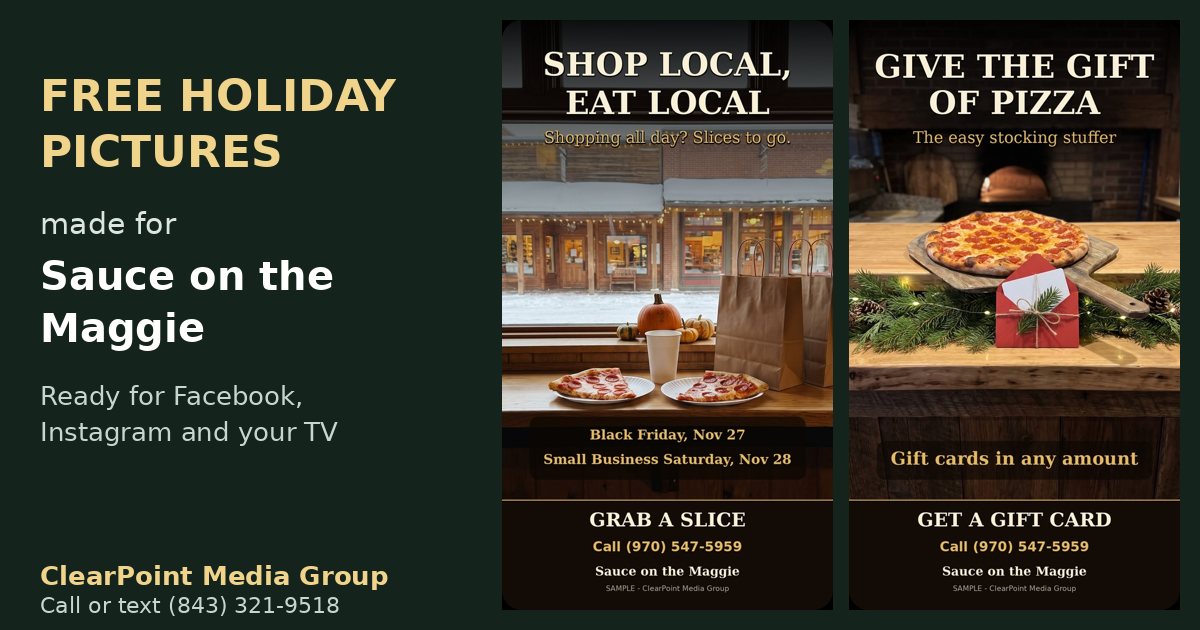 FREE HOLIDAY
PICTURES
made for
Sauce on the
Maggie
Ready for Facebook,
Instagram and your TV
ClearPoint Media Group
Call or text (843) 321-9518
SHOP LOCAL,
EAT LOCAL
Shopping all day? Slices to go.
Black Friday, Nov 27
Small Business Saturday, Nov 28
GRAB A SLICE
Call (970) 547-5959
Sauce on the Maggie
SAMPLE - ClearPoint Media Group
GIVE THE GIFT
OF PIZZA
The easy stocking stuffer
Gift cards in any amount
GET A GIFT CARD
Call (970) 547-5959
Sauce on the Maggie
SAMPLE - ClearPoint Media Group